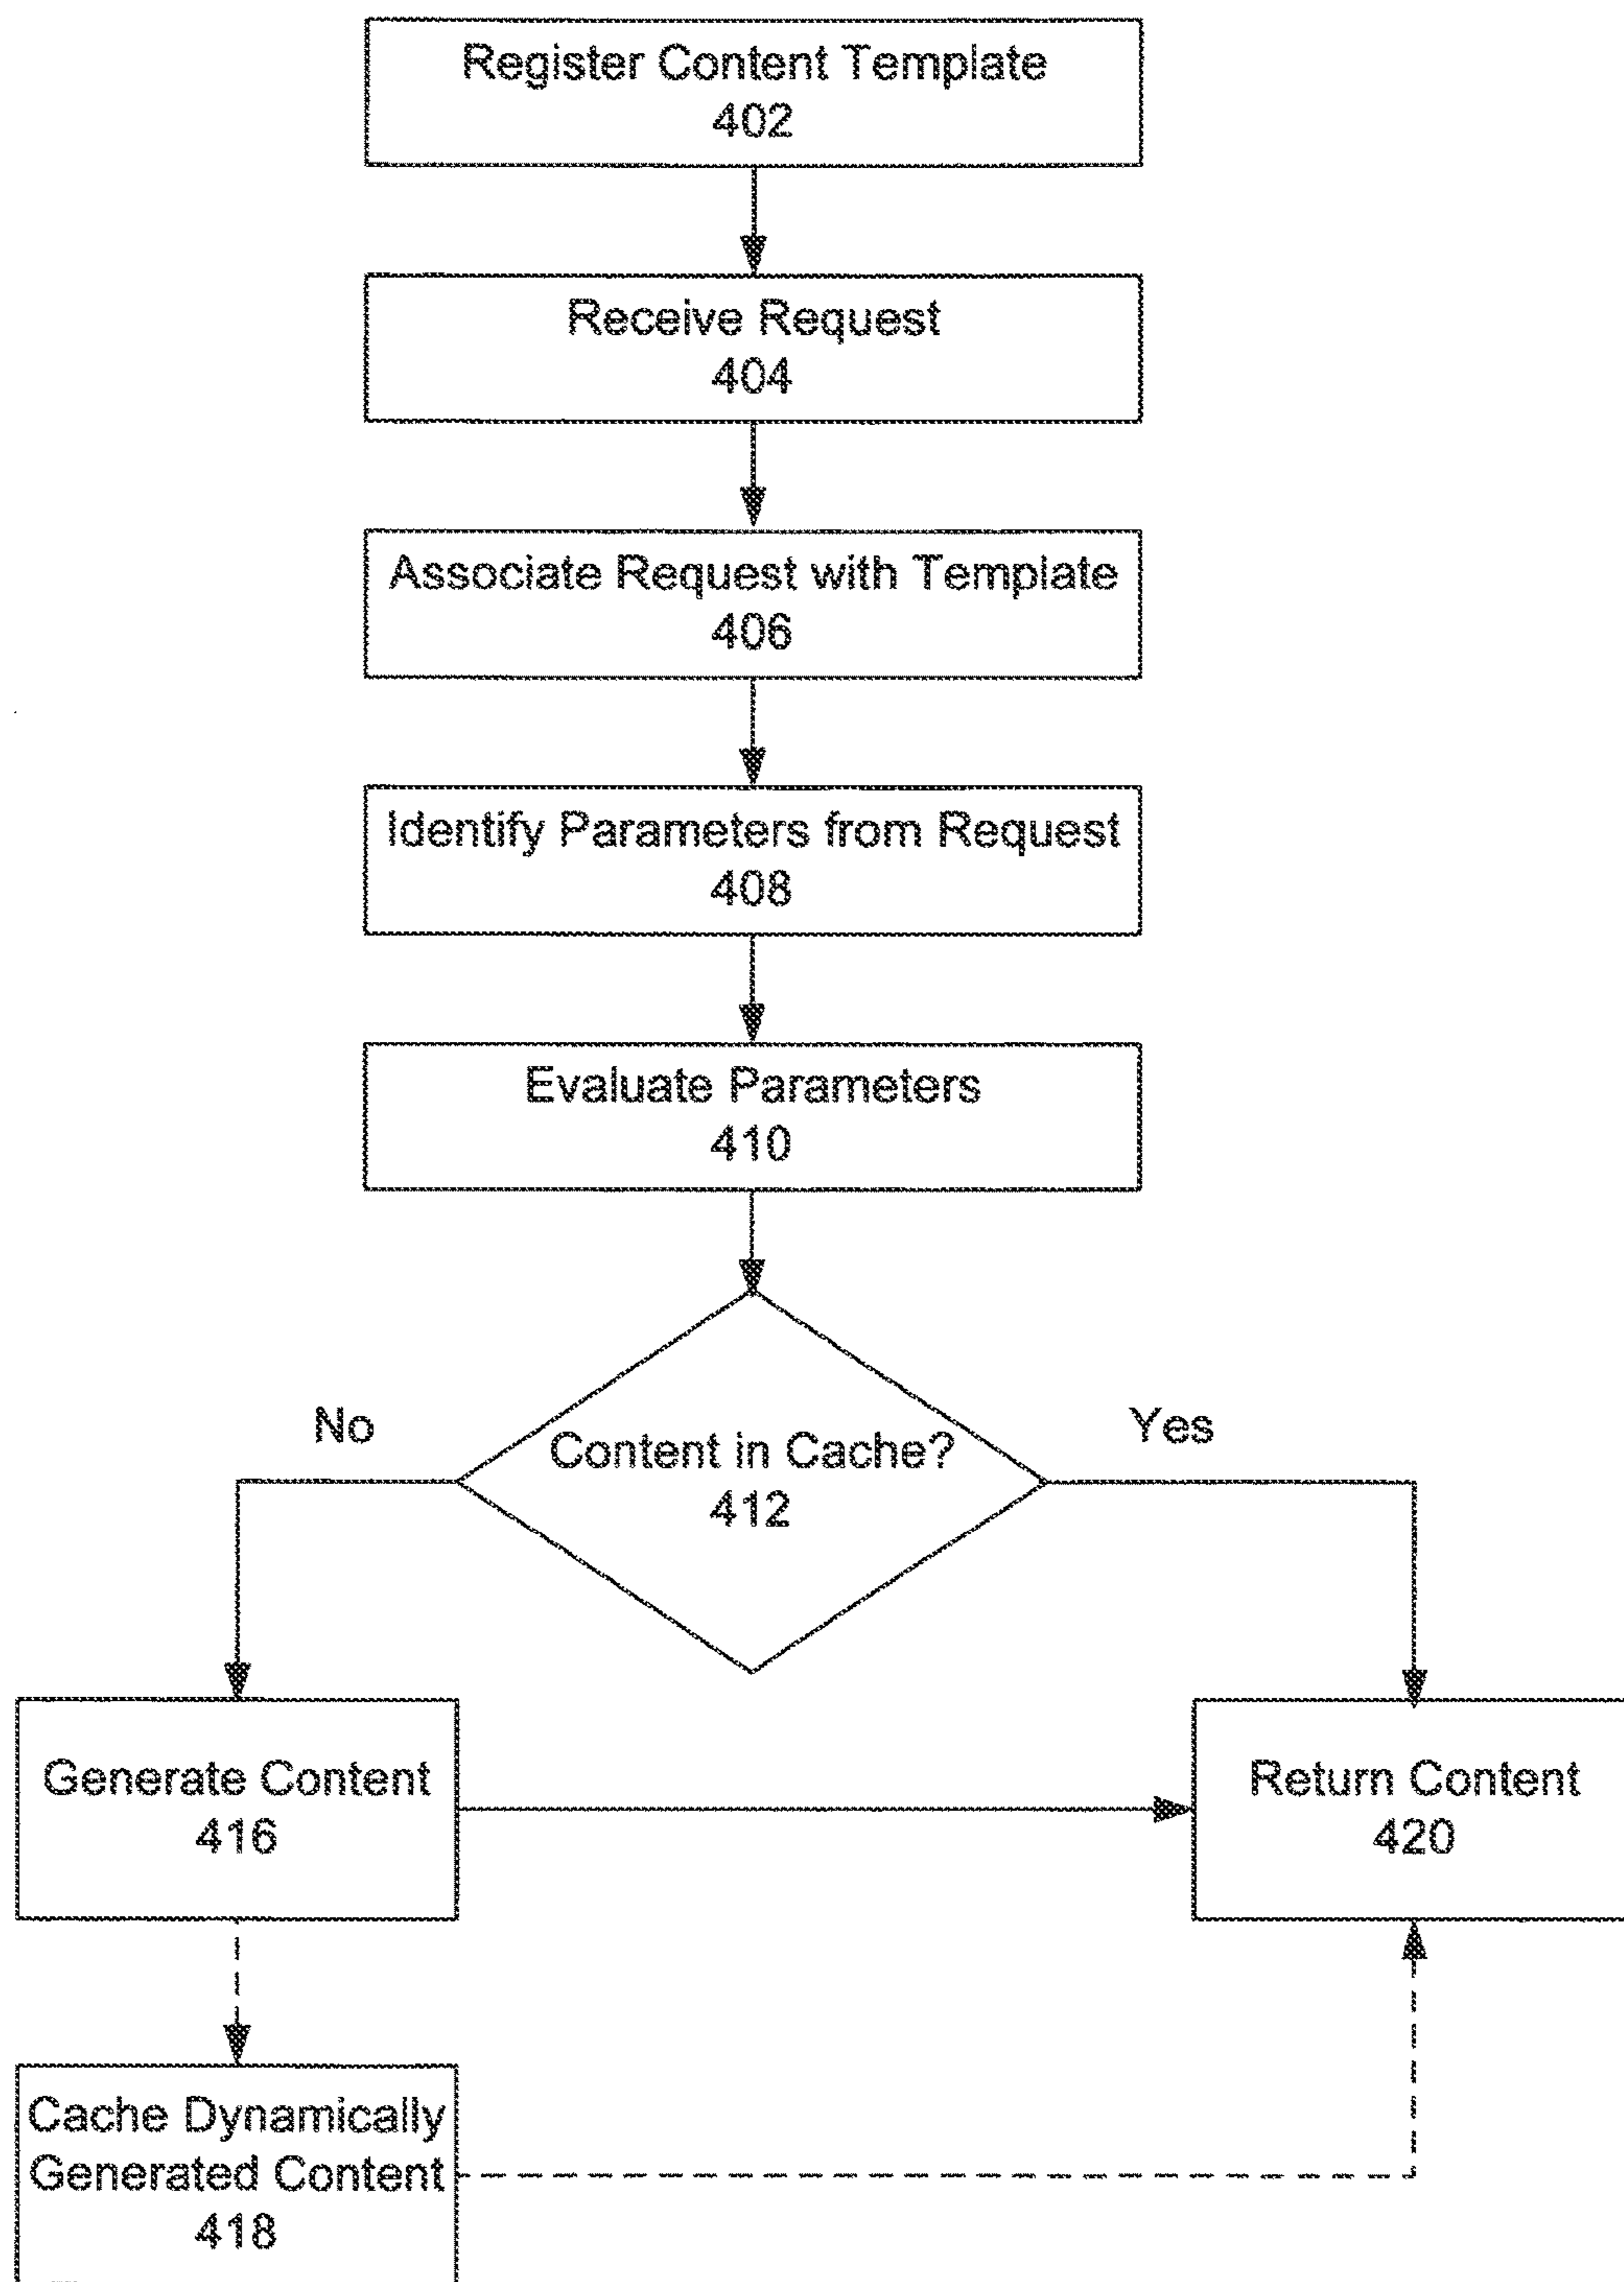 Register Content Template
402
Receive Request
404
Associate Request with Template
406
Identify Parameters from Request
408
Evaluate Parameters
410
No
Yes
Content in Cache?
412
Generate Content
416
Return Content
420
Cache Dynamically
Generated Content
418